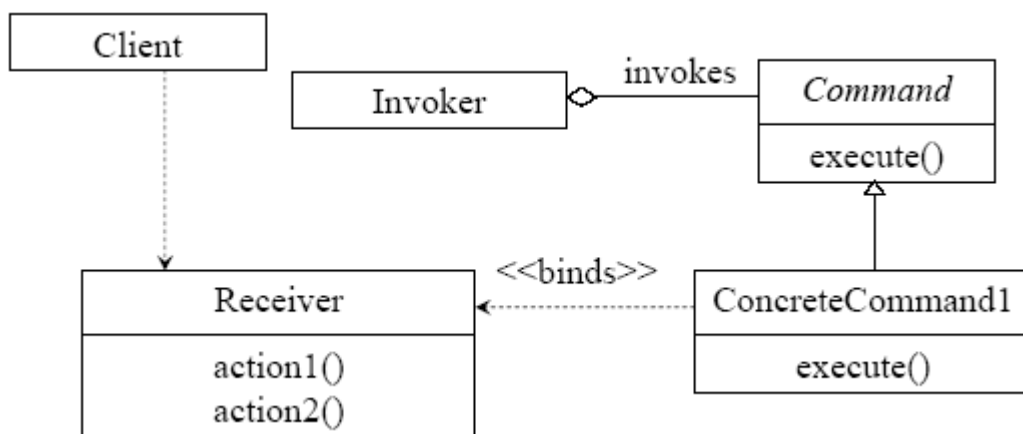 Client
Invoker
invokes
Command
execute()
<<binds>>
Receiver
action1()
action2()
ConcreteCommand1
execute()